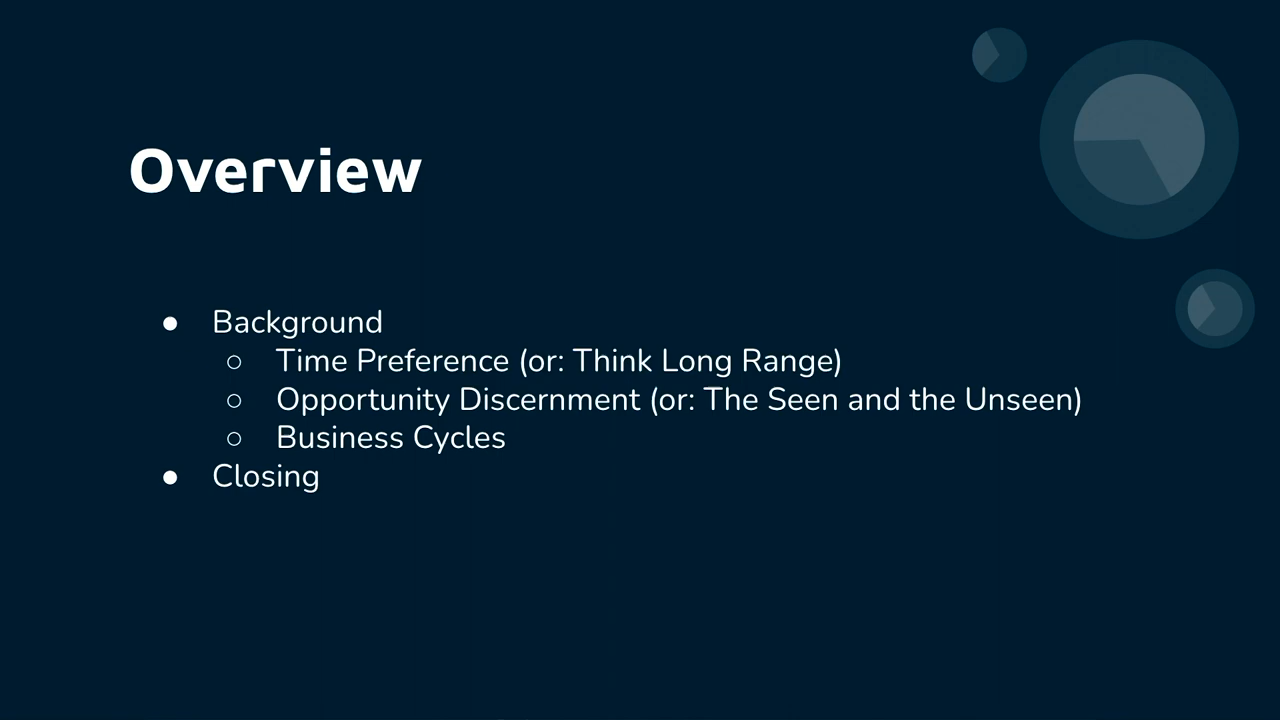 Overview
● Background
○ Time Preference (or: Think Long Range)
○ Opportunity Discernment (or: The Seen and the Unseen)
○ Business Cycles
● Closing